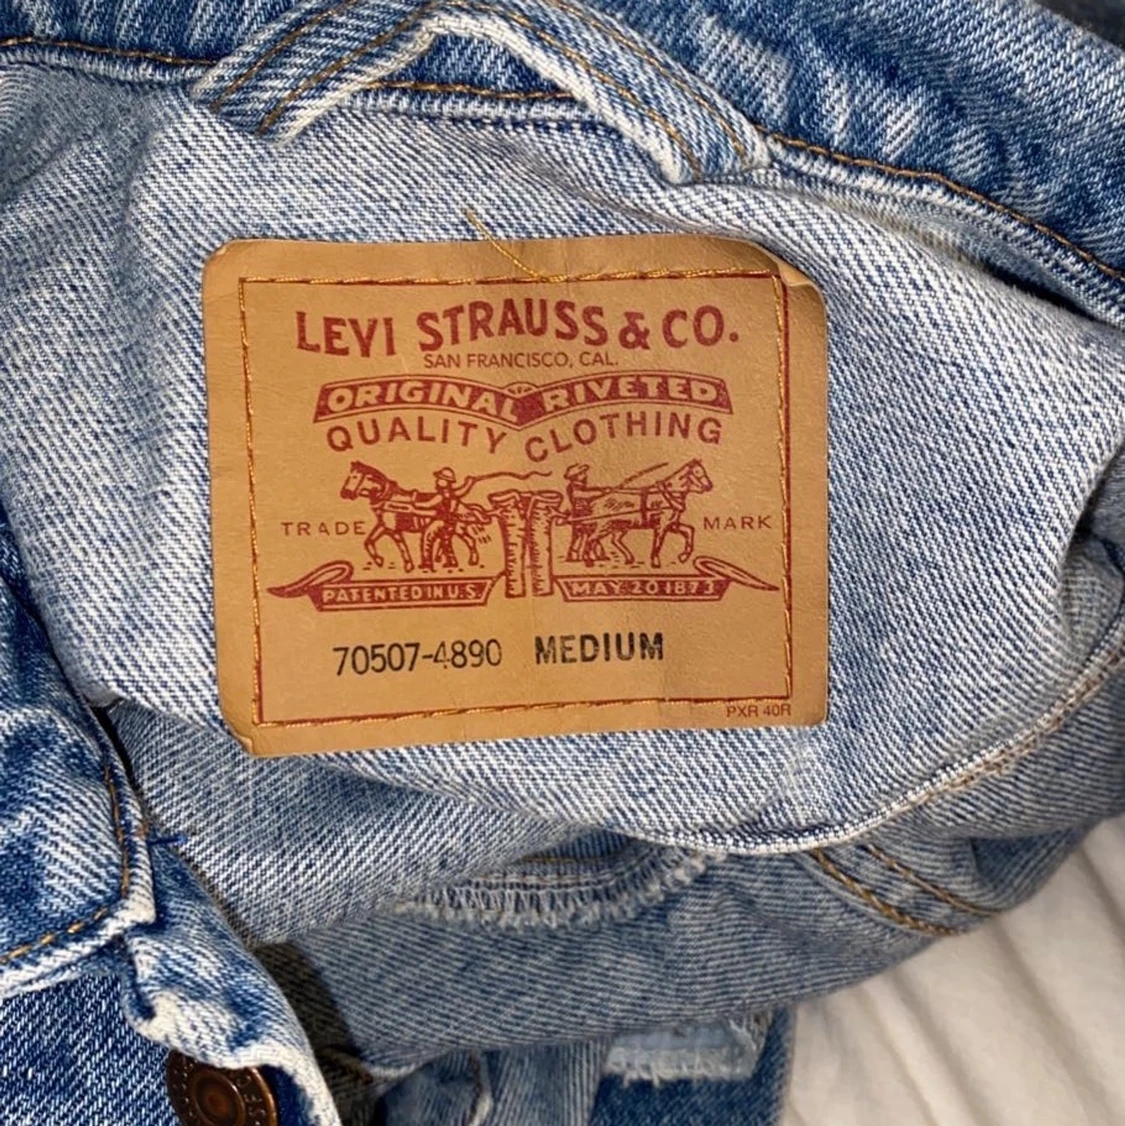 LEVI STRAUSS & CO.
SAN FRANCISCO, CAL.
ORIGINAL RIVETED
QUALITY CLOTHING
TRADE MARK
PATENTED IN U.S. MAY 20 1873
70507-4890 MEDIUM
PXR 40R